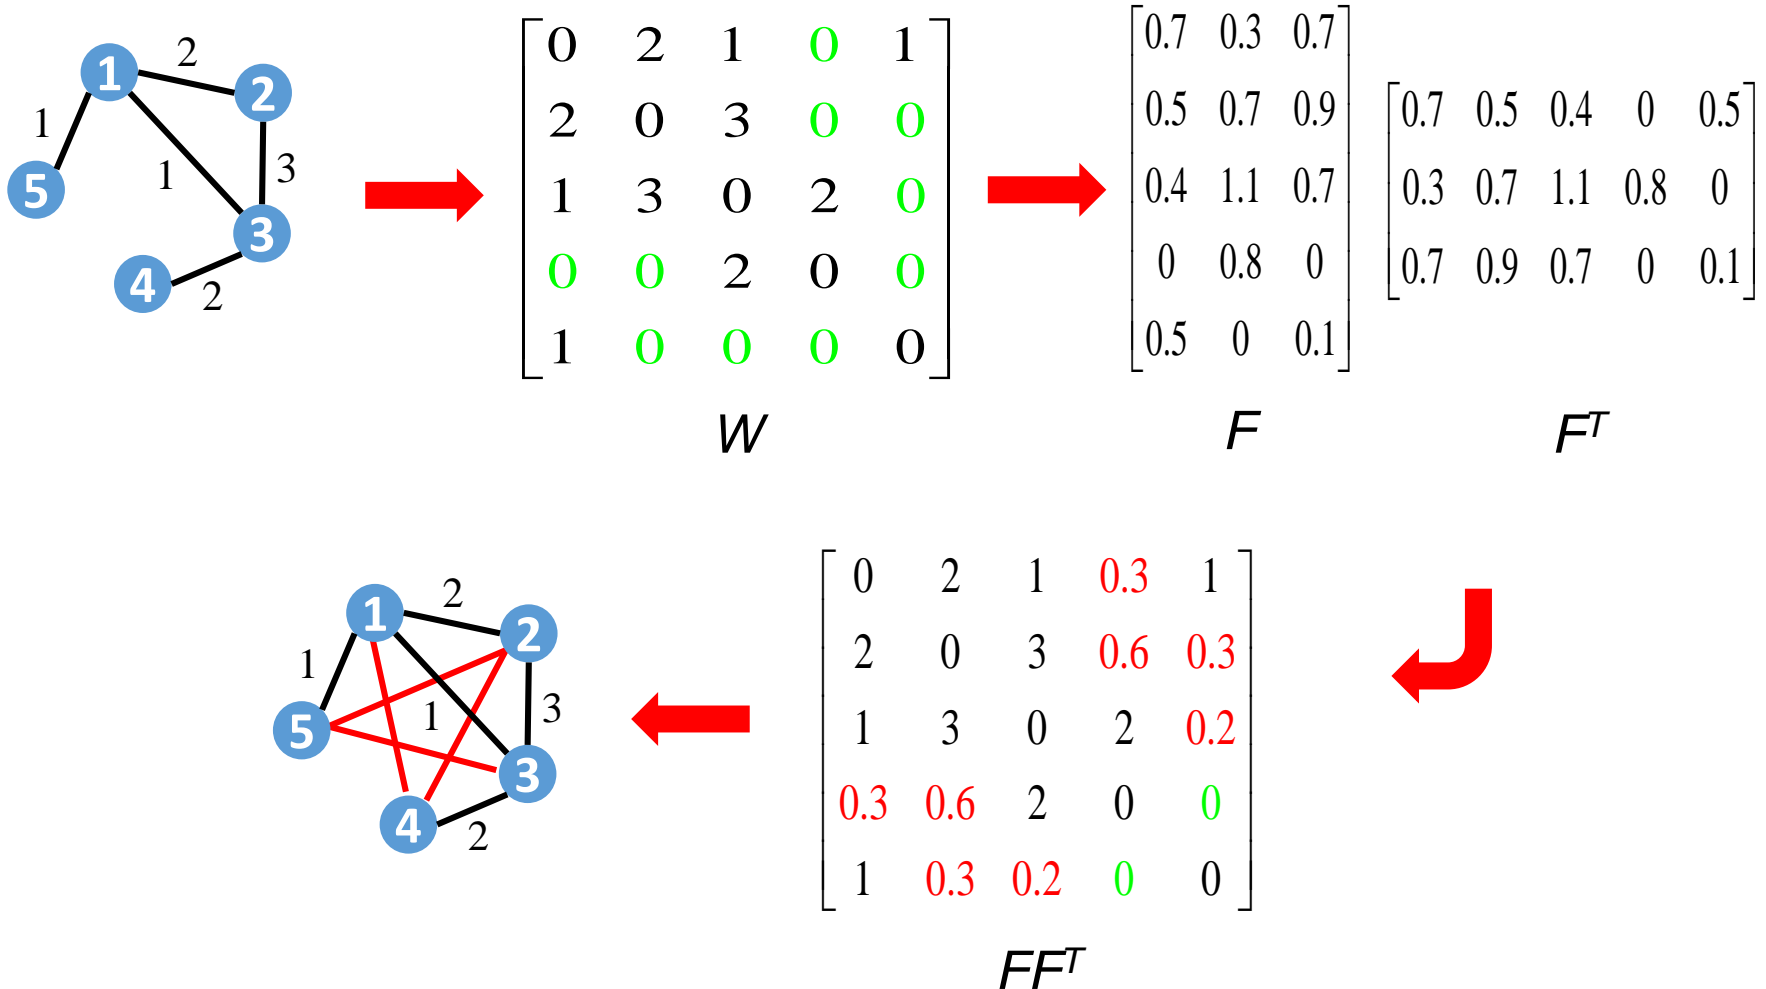 1 2 2
1 1 3
5 3
4 2
0 2 1 0 1
2 0 3 0 0
1 3 0 2 0
0 0 2 0 0
1 0 0 0 0
W
0.7 0.3 0.7
0.5 0.7 0.9
0.4 1.1 0.7
0 0.8 0
0.5 0 0.1
F
0.7 0.5 0.4 0 0.5
0.3 0.7 1.1 0.8 0
0.7 0.9 0.7 0 0.1
Fᵀ
1 2 2
1 1 3
5 3
4 2
0 2 1 0.3 1
2 0 3 0.6 0.3
1 3 0 2 0.2
0.3 0.6 2 0 0
1 0.3 0.2 0 0
FFᵀ